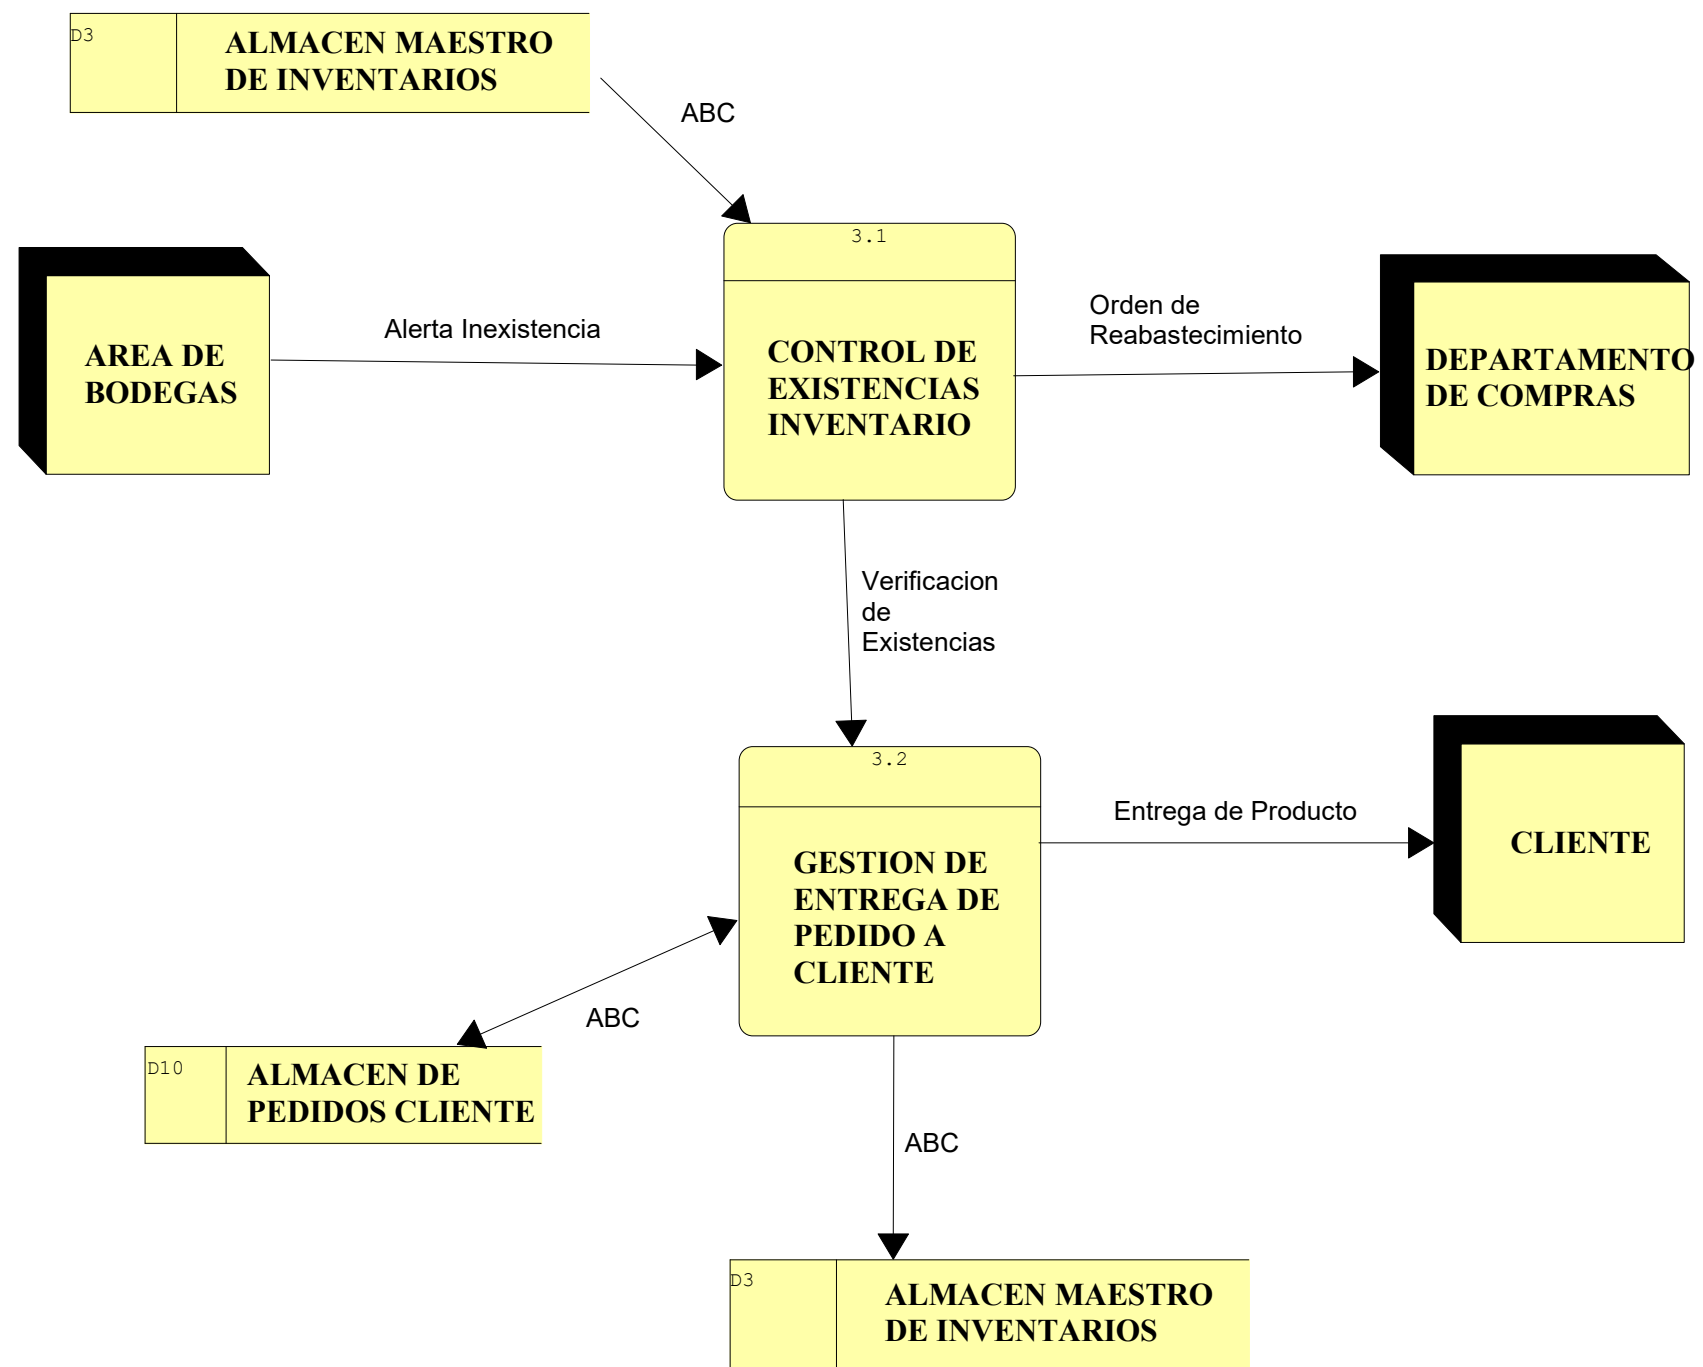 D3
ALMACEN MAESTRO
DE INVENTARIOS
ABC
3.1
CONTROL DE
EXISTENCIAS
INVENTARIO
AREA DE
BODEGAS
Alerta Inexistencia
Orden de
Reabastecimiento
DEPARTAMENTO
DE COMPRAS
Verificacion
de
Existencias
3.2
GESTION DE
ENTREGA DE
PEDIDO A
CLIENTE
Entrega de Producto
CLIENTE
ABC
D10
ALMACEN DE
PEDIDOS CLIENTE
ABC
D3
ALMACEN MAESTRO
DE INVENTARIOS